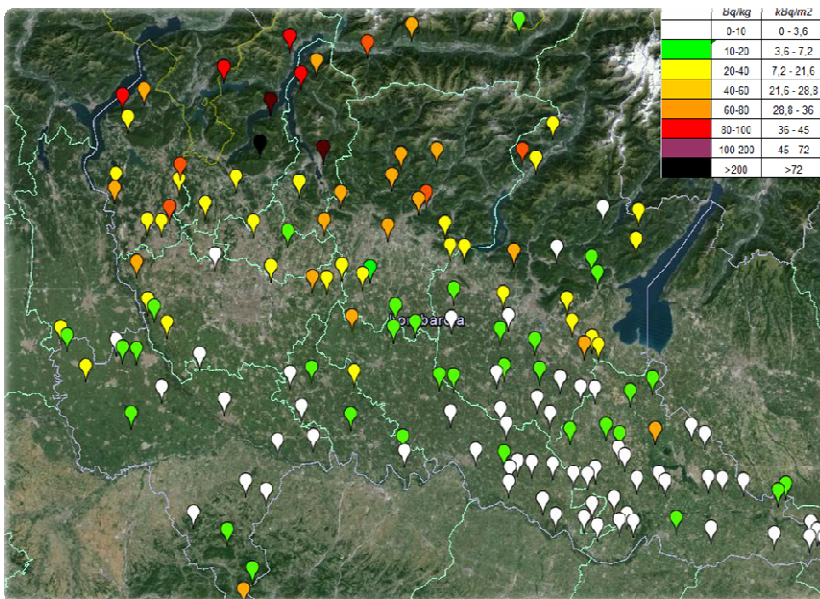 Bq/kg kBq/m2
0-10 0 - 3,6
10-20 3,6 - 7,2
20-40 7,2 - 21,6
40-60 21,6 - 28,8
60-80 28,8 - 36
80-100 36 - 45
100-200 45 - 72
>200 >72
Lombardia